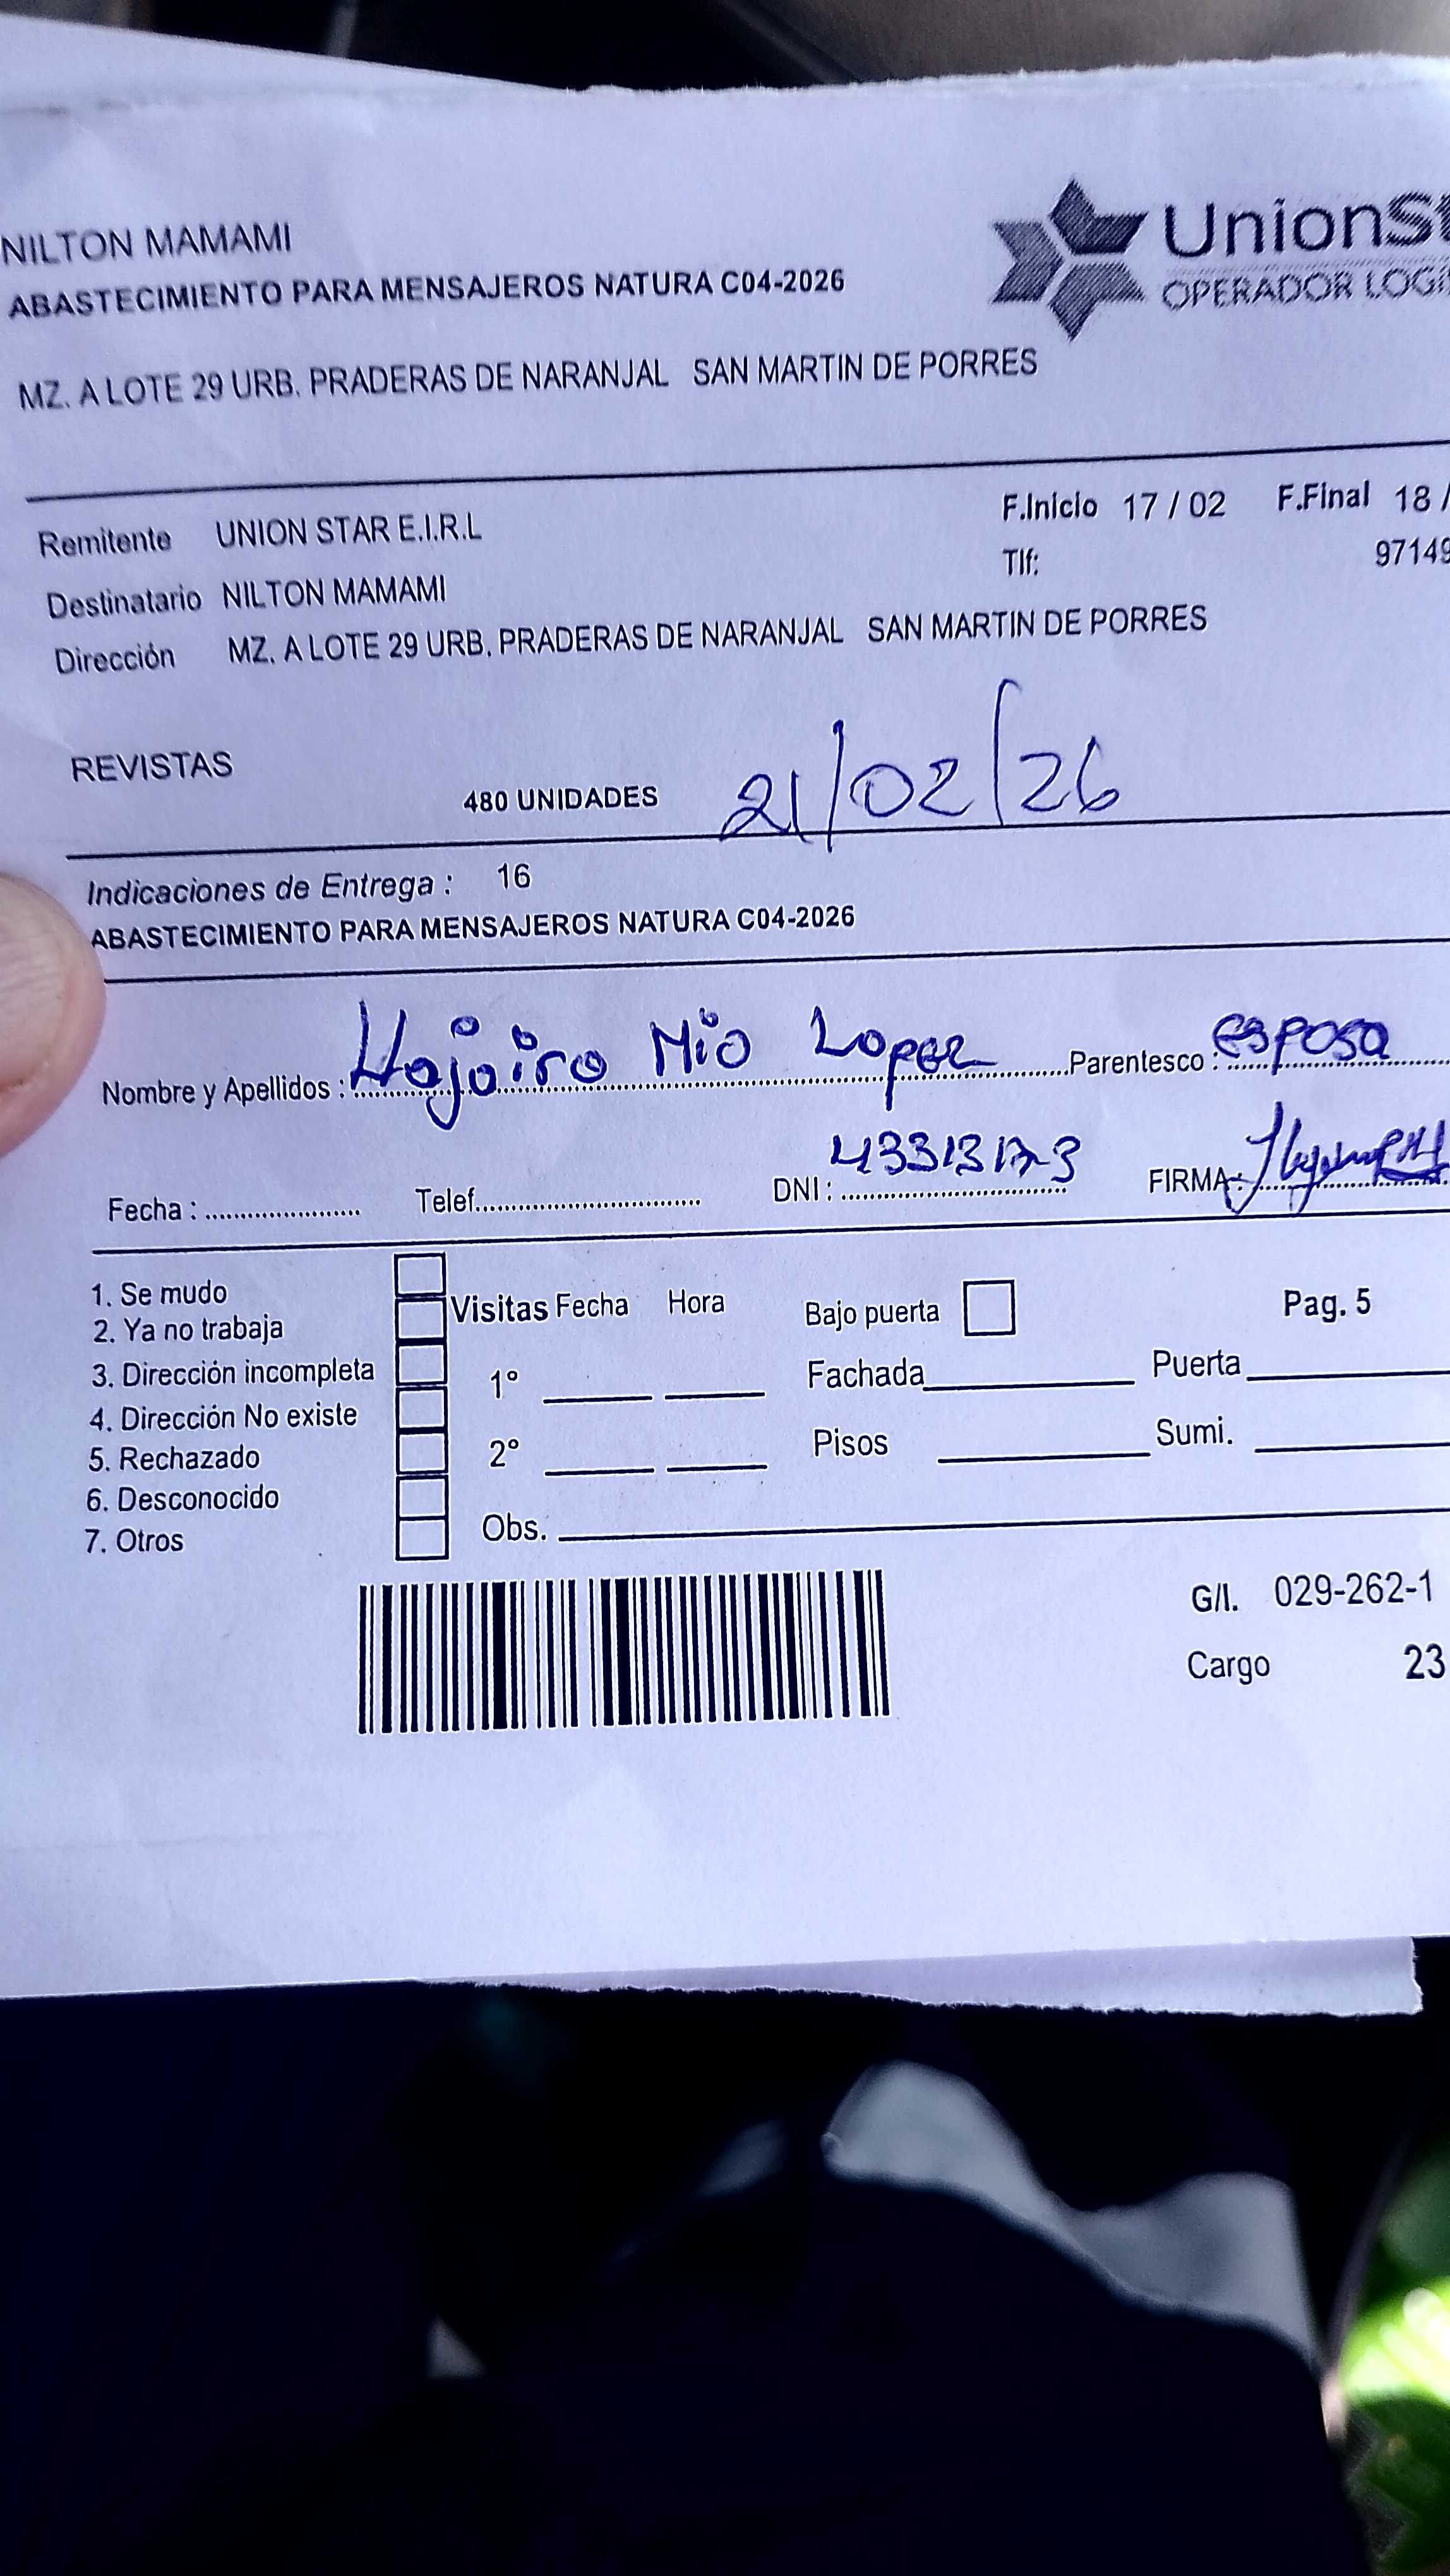 NILTON MAMAMI
ABASTECIMIENTO PARA MENSAJEROS NATURA C04-2026
UnionSt
OPERADOR LOGÍ
MZ. A LOTE 29 URB. PRADERAS DE NARANJAL SAN MARTIN DE PORRES
F.Inicio 17 / 02 F.Final 18 /
Remitente UNION STAR E.I.R.L
Tlf: 97149
Destinatario NILTON MAMAMI
Dirección MZ. A LOTE 29 URB. PRADERAS DE NARANJAL SAN MARTIN DE PORRES
REVISTAS
480 UNIDADES 21/02/26
Indicaciones de Entrega : 16
ABASTECIMIENTO PARA MENSAJEROS NATURA C04-2026
Nombre y Apellidos : Mio Lopez Parentesco : esposa
Fecha : Telef. DNI : FIRMA :
1. Se mudo
2. Ya no trabaja
3. Dirección incompleta
4. Dirección No existe
5. Rechazado
6. Desconocido
7. Otros
Visitas Fecha Hora
1°
2°
Obs.
Bajo puerta Pag. 5
Fachada Puerta
Pisos Sumi.
G/I. 029-262-1
Cargo 23